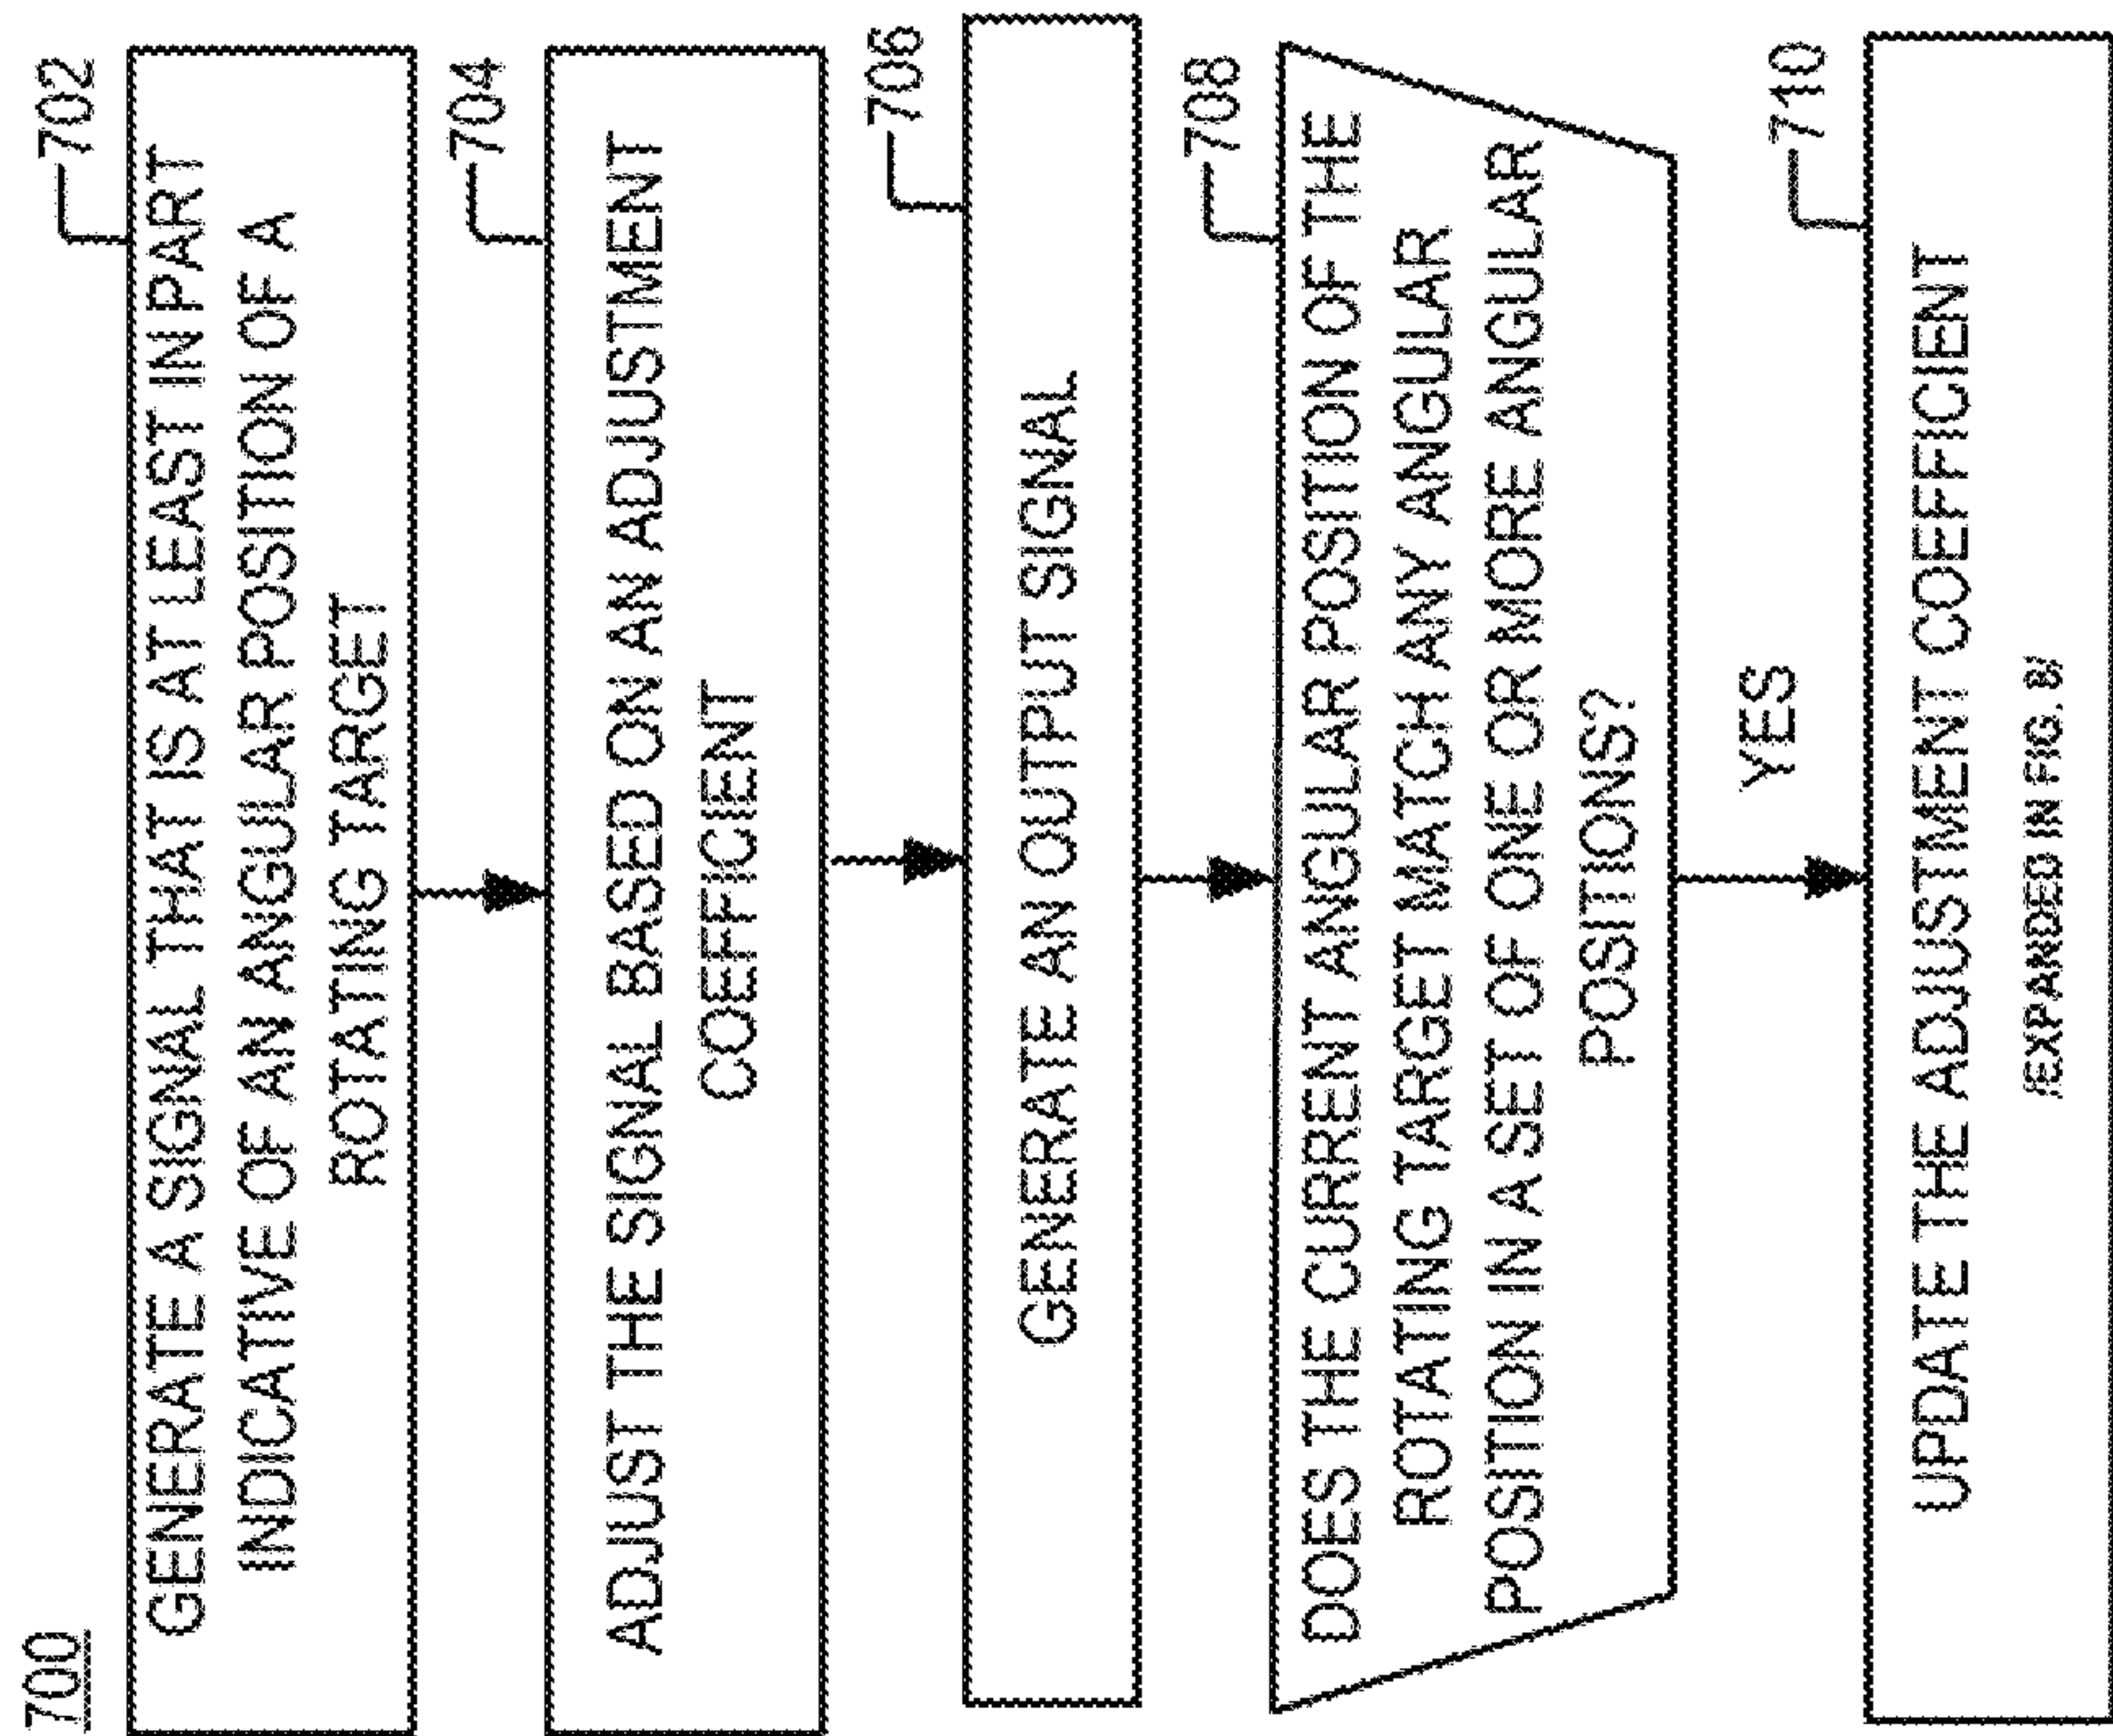 700
702
GENERATE A SIGNAL THAT IS AT LEAST IN PART
INDICATIVE OF AN ANGULAR POSITION OF A
ROTATING TARGET
704
ADJUST THE SIGNAL BASED ON AN ADJUSTMENT
COEFFICIENT
706
GENERATE AN OUTPUT SIGNAL
708
DOES THE CURRENT ANGULAR POSITION OF THE
ROTATING TARGET MATCH ANY ANGULAR
POSITION IN A SET OF ONE OR MORE ANGULAR
POSITIONS?
YES
710
UPDATE THE ADJUSTMENT COEFFICIENT
(EXPANDED IN FIG. 8)